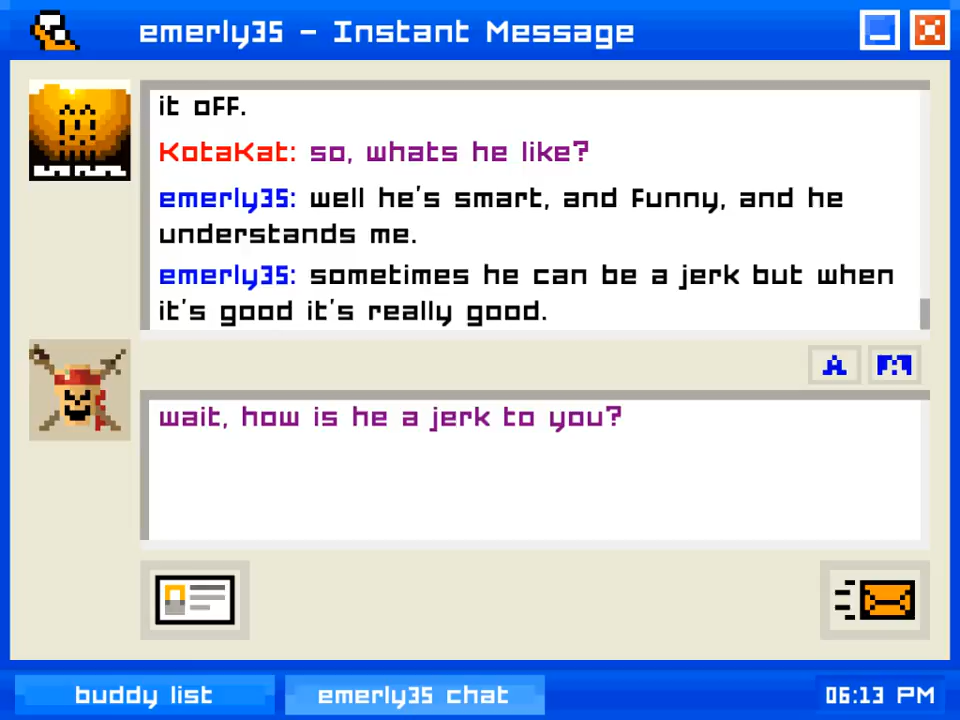 emerly35 - Instant Message
it off.
KotaKat: so, whats he like?
emerly35: well he's smart, and funny, and he
understands me.
emerly35: sometimes he can be a jerk but when
it's good it's really good.
A
wait, how is he a jerk to you?
buddy list
emerly35 chat
06:13 PM